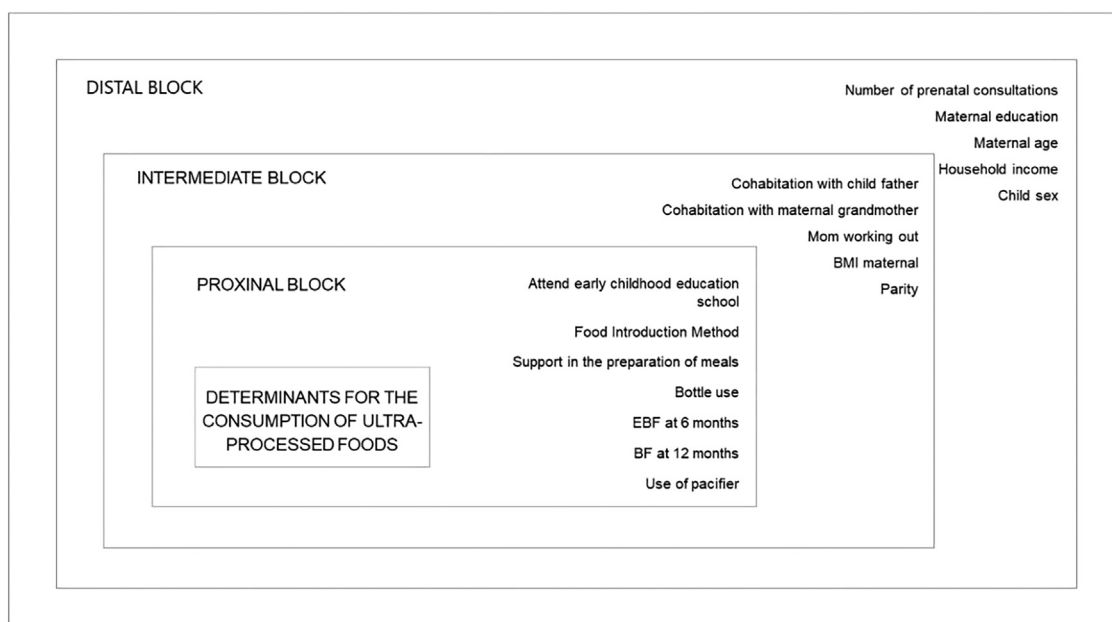 DISTAL BLOCK
Number of prenatal consultations
Maternal education
Maternal age
Household income
Child sex
INTERMEDIATE BLOCK
Cohabitation with child father
Cohabitation with maternal grandmother
Mom working out
BMI maternal
Parity
PROXINAL BLOCK
Attend early childhood education
school
Food Introduction Method
Support in the preparation of meals
Bottle use
EBF at 6 months
BF at 12 months
Use of pacifier
DETERMINANTS FOR THE
CONSUMPTION OF ULTRA-
PROCESSED FOODS